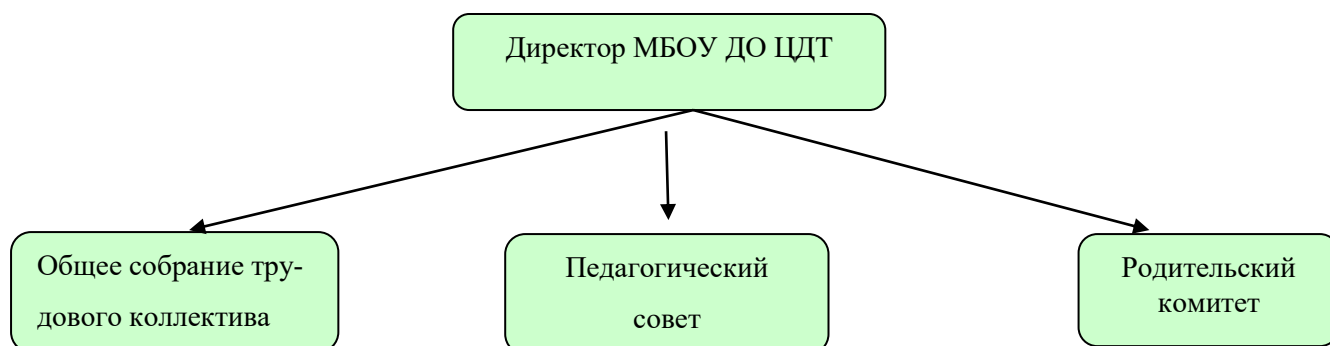 Директор МБОУ ДО ЦДТ
Общее собрание тру-
дового коллектива
Педагогический
совет
Родительский
комитет